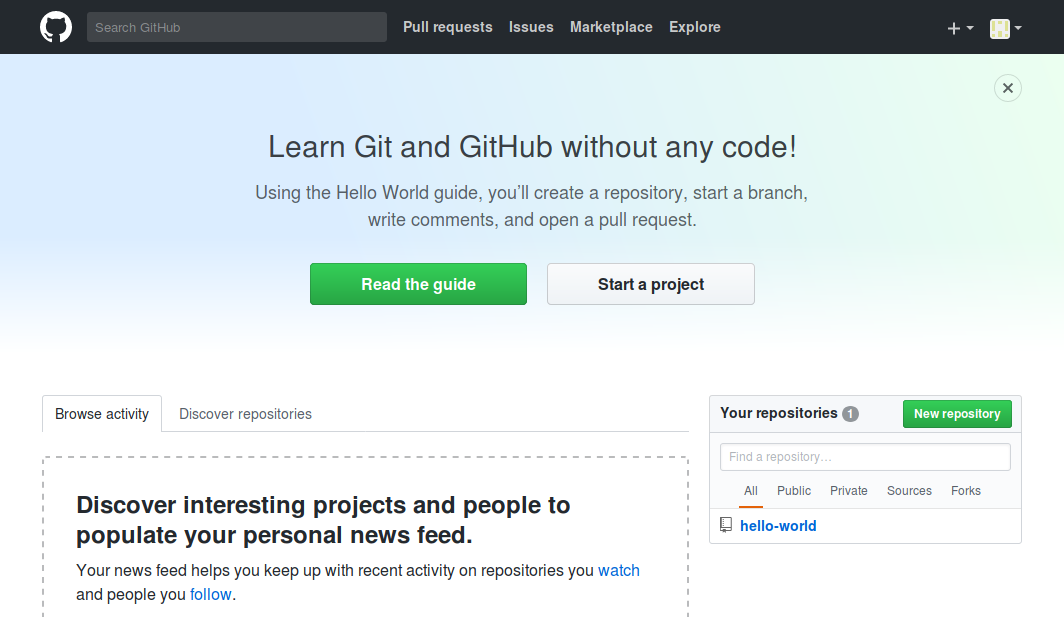 Search GitHub
Pull requests
Issues
Marketplace
Explore
Learn Git and GitHub without any code!
Using the Hello World guide, you’ll create a repository, start a branch,
write comments, and open a pull request.
Read the guide
Start a project
Browse activity
Discover repositories
Discover interesting projects and people to
populate your personal news feed.
Your news feed helps you keep up with recent activity on repositories you watch
and people you follow.
Your repositories 1
New repository
Find a repository…
All
Public
Private
Sources
Forks
hello-world